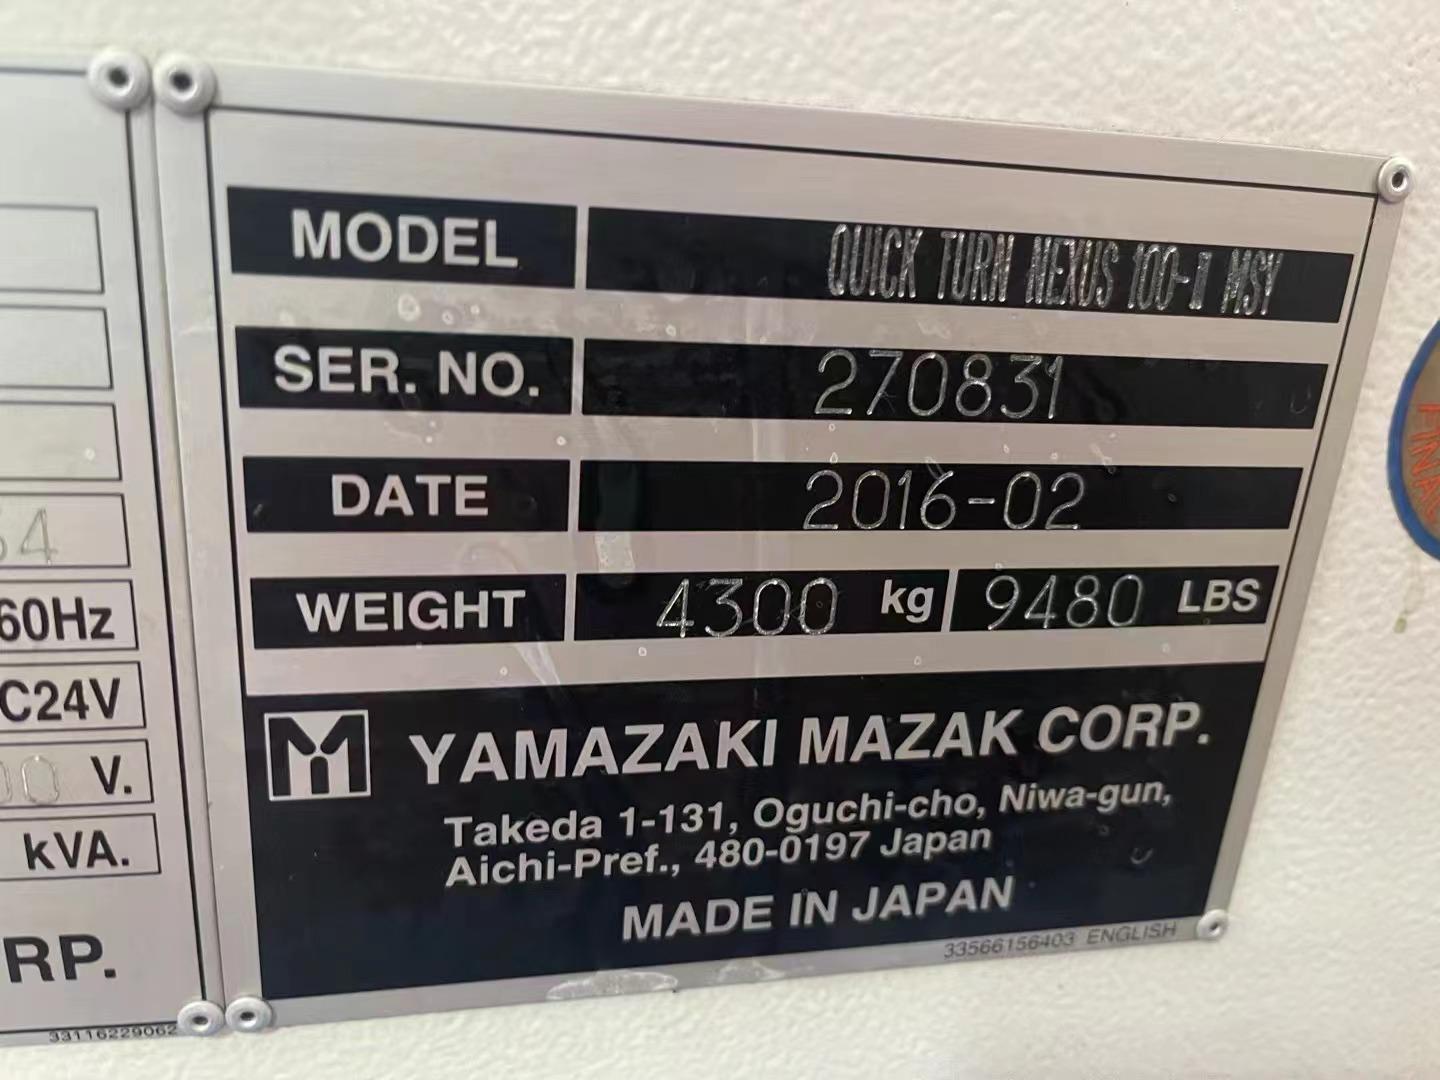 MODEL QUICK TURN NEXUS 100-II MSY
SER. NO. 270831
DATE 2016-02
WEIGHT 4300 kg 9480 LBS
YAMAZAKI MAZAK CORP.
Takeda 1-131, Oguchi-cho, Niwa-gun,
Aichi-Pref., 480-0197 Japan
MADE IN JAPAN
33566156403 ENGLISH
4
60Hz
C24V
V.
kVA.
RP.
33116229062